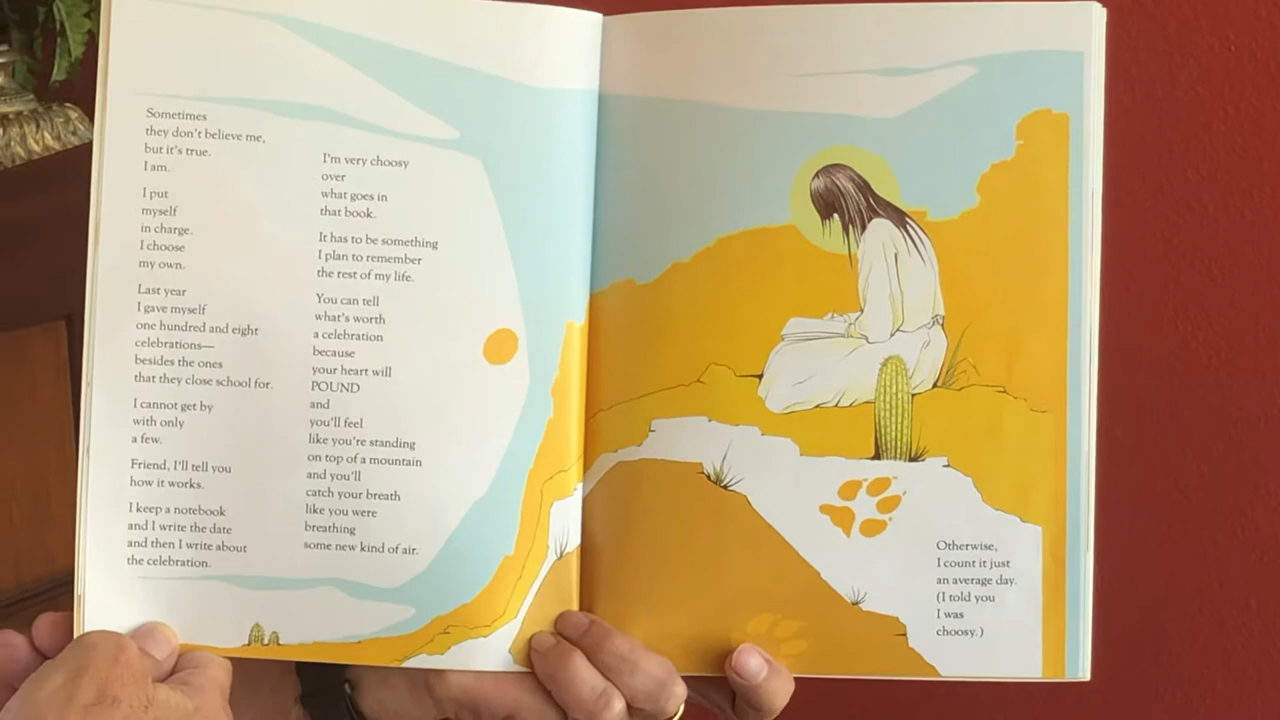 Sometimes
they don't believe me,
but it's true.
I am.
I put
myself
in charge.
I choose
my own.
Last year
I gave myself
one hundred and eight
celebrations—
besides the ones
that they close school for.
I cannot get by
with only
a few.
Friend, I'll tell you
how it works.
I keep a notebook
and I write the date
and then I write about
the celebration.
I'm very choosy
over
what goes in
that book.
It has to be something
I plan to remember
the rest of my life.
You can tell
what's worth
a celebration
because
your heart will
POUND
and
you'll feel
like you're standing
on top of a mountain
and you'll
catch your breath
like you were
breathing
some new kind of air.
Otherwise,
I count it just
an average day.
(I told you
I was
choosy.)